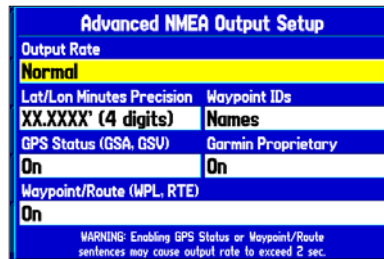 Advanced NMEA Output Setup
Output Rate
Normal
Lat/Lon Minutes Precision Waypoint IDs
XX.XXXX' (4 digits) Names
GPS Status (GSA, GSV) Garmin Proprietary
On On
Waypoint/Route (WPL, RTE)
On
WARNING: Enabling GPS Status or Waypoint/Route
sentences may cause output rate to exceed 2 sec.